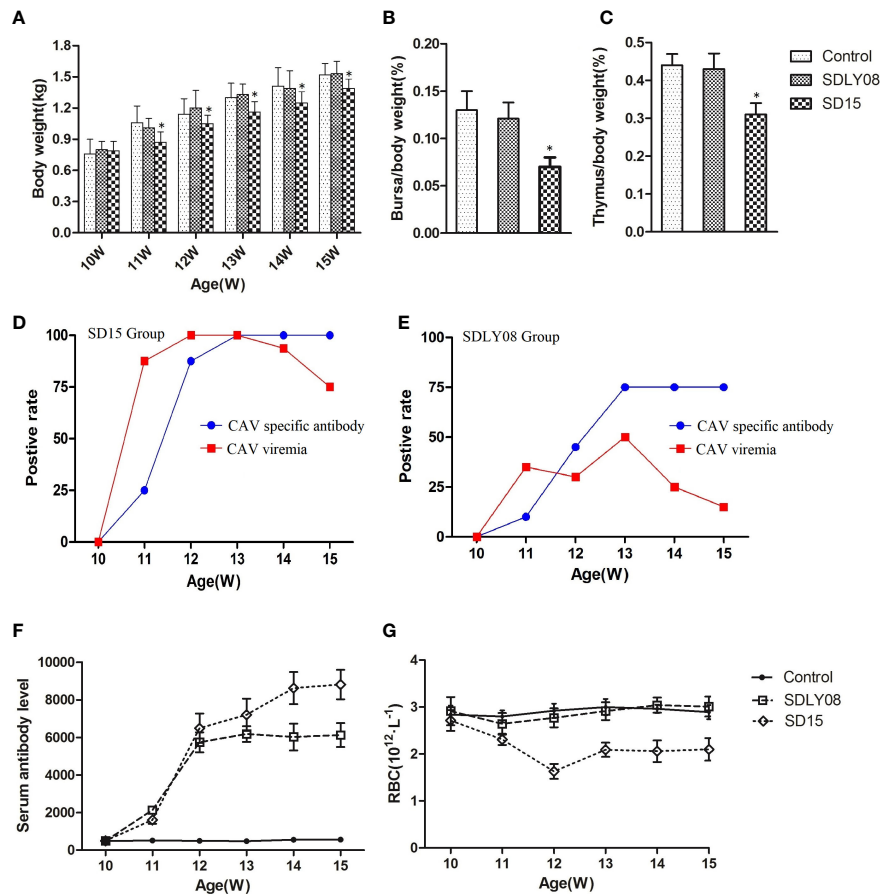 A
Body weight(kg)
1.8
1.5
1.2
0.9
0.6
0.3
0.0
10W
11W
12W
13W
14W
15W
* * * * *
Age(W)
B
Bursa/body weight(%)
0.20
0.15
0.10
0.05
0.00
*
C
Thymus/body weight(%)
0.5
0.4
0.3
0.2
0.1
0.0
*
Control
SDLY08
SD15
D
SD15 Group
Postive rate
100
75
50
25
0
CAV specific antibody
CAV viremia
10 11 12 13 14 15
Age(W)
E
SDLY08 Group
Postive rate
100
75
50
25
0
CAV specific antibody
CAV viremia
10 11 12 13 14 15
Age(W)
F
Serum antibody level
10000
8000
6000
4000
2000
0
10 11 12 13 14 15
Age(W)
G
RBC(10¹²·L⁻¹)
4
3
2
1
0
10 11 12 13 14 15
Age(W)
Control
SDLY08
SD15